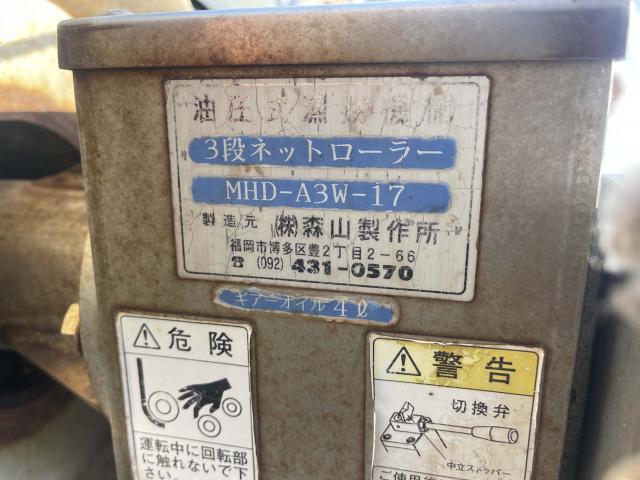 油圧式漁撈機械
3段ネットローラー
MHD-A3W-17
製造元 ㈱森山製作所
福岡市博多区豊2丁目2-66
☎ (092) 431-0570
ギアーオイル 4ℓ
⚠危険
運転中に回転部
に触れないで下
さい。
⚠警告
切換弁
中立ストッパー
ご使用後